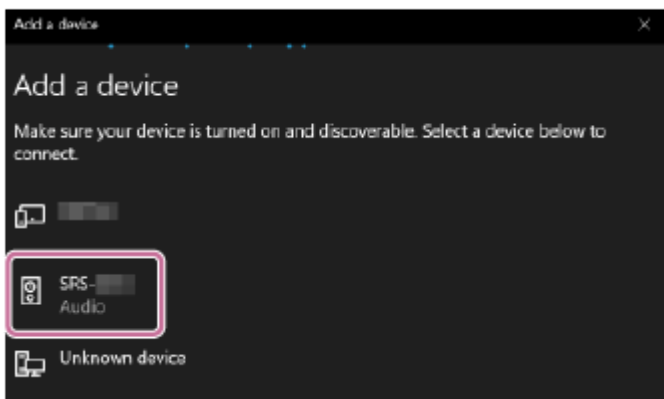 Add a device
Add a device
Make sure your device is turned on and discoverable. Select a device below to
connect.
SRS-
Audio
Unknown device